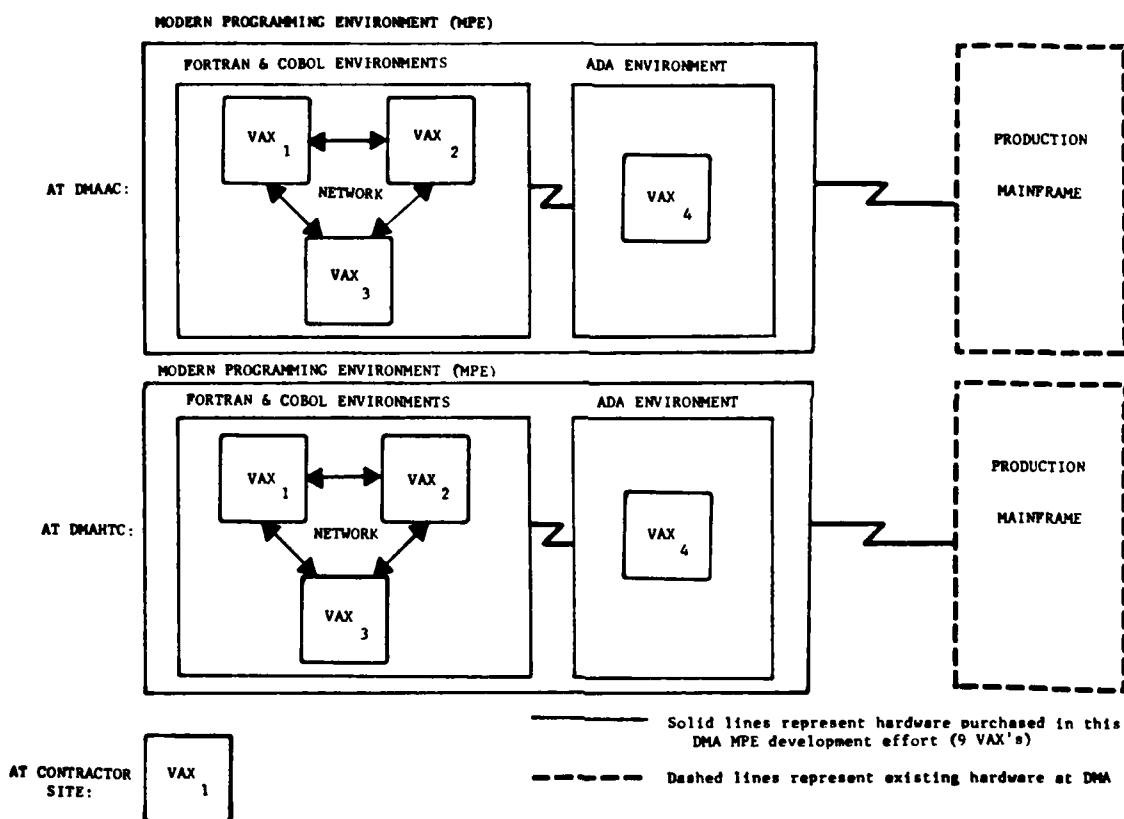 MODERN PROGRAMMING ENVIRONMENT (MPE)
FORTRAN & COBOL ENVIRONMENTS
ADA ENVIRONMENT
AT DMAAC:
VAX 1
VAX 2
NETWORK
VAX 3
VAX 4
PRODUCTION
MAINFRAME
MODERN PROGRAMMING ENVIRONMENT (MPE)
FORTRAN & COBOL ENVIRONMENTS
ADA ENVIRONMENT
AT DMAHTC:
VAX 1
VAX 2
NETWORK
VAX 3
VAX 4
PRODUCTION
MAINFRAME
AT CONTRACTOR
SITE:
VAX 1
Solid lines represent hardware purchased in this
DMA MPE development effort (9 VAX's)
Dashed lines represent existing hardware at DMA